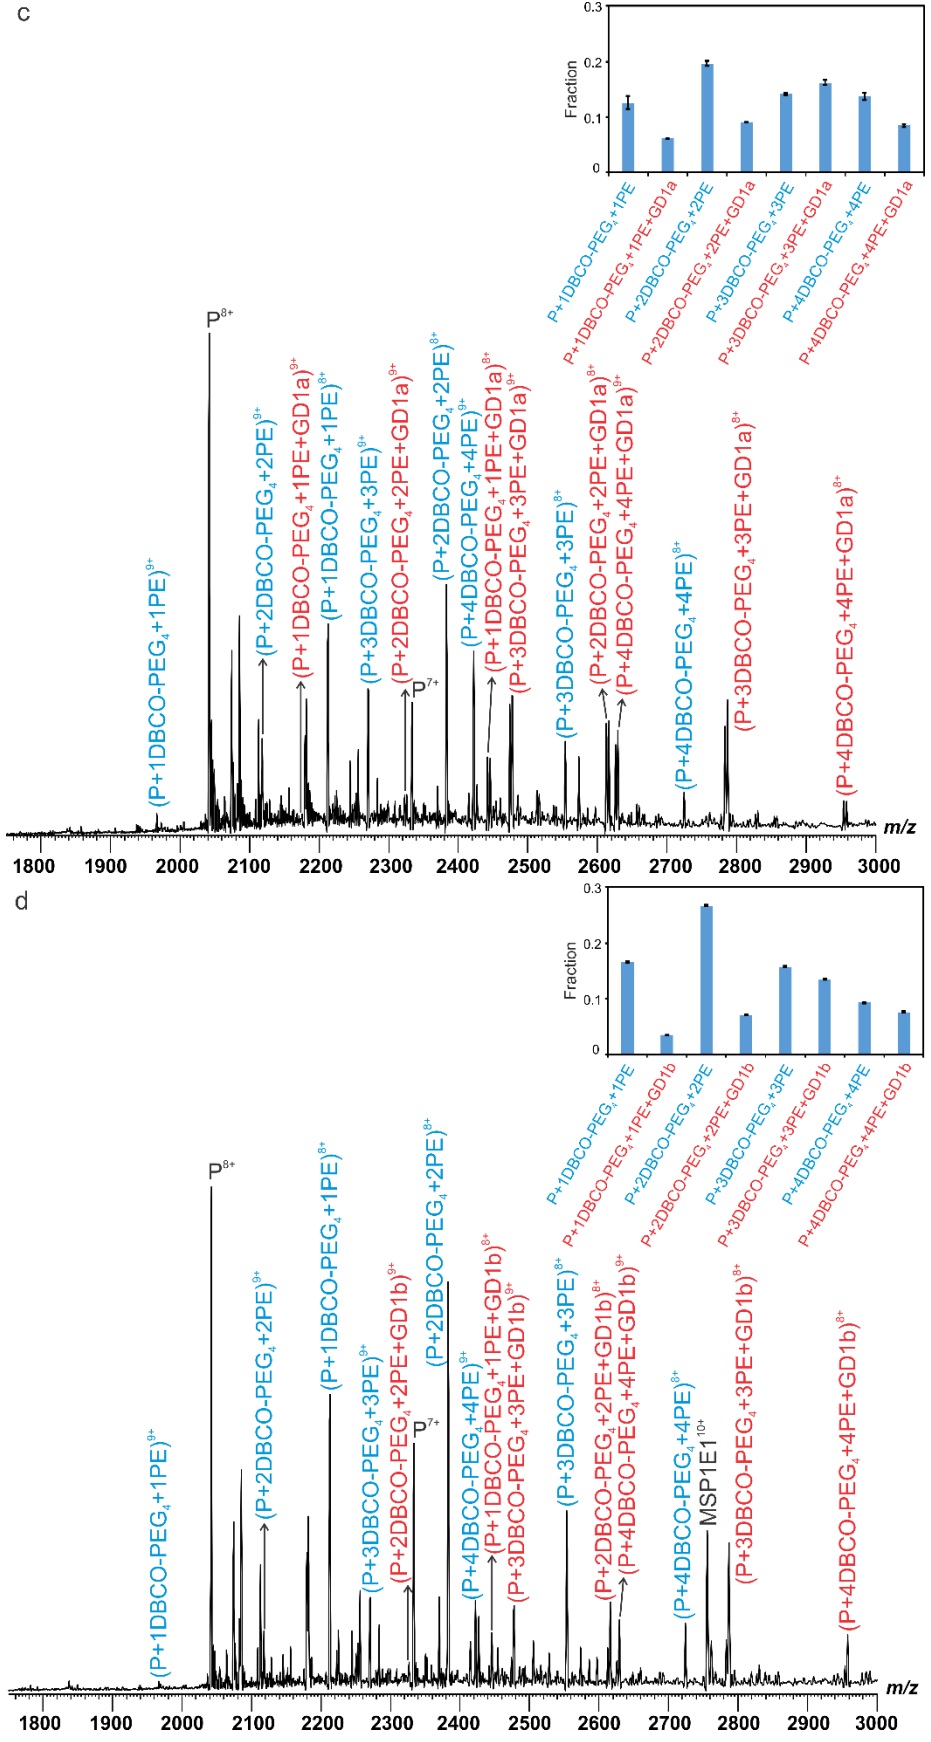 c
0.3
0.2
0.1
0
Fraction
P+1DBCO-PEG₄+1PE
P+1DBCO-PEG₄+1PE+GD1a
P+2DBCO-PEG₄+2PE
P+2DBCO-PEG₄+2PE+GD1a
P+3DBCO-PEG₄+3PE
P+3DBCO-PEG₄+3PE+GD1a
P+4DBCO-PEG₄+4PE
P+4DBCO-PEG₄+4PE+GD1a
(P+1DBCO-PEG₄+1PE)⁹⁺
P⁸⁺
(P+2DBCO-PEG₄+2PE)⁹⁺
(P+1DBCO-PEG₄+1PE+GD1a)⁹⁺
(P+1DBCO-PEG₄+1PE)⁸⁺
(P+3DBCO-PEG₄+3PE)⁹⁺
(P+2DBCO-PEG₄+2PE+GD1a)⁹⁺
P⁷⁺
(P+2DBCO-PEG₄+2PE)⁸⁺
(P+4DBCO-PEG₄+4PE)⁹⁺
(P+1DBCO-PEG₄+1PE+GD1a)⁸⁺
(P+3DBCO-PEG₄+3PE+GD1a)⁹⁺
(P+3DBCO-PEG₄+3PE)⁸⁺
(P+2DBCO-PEG₄+2PE+GD1a)⁸⁺
(P+4DBCO-PEG₄+4PE+GD1a)⁹⁺
(P+4DBCO-PEG₄+4PE)⁸⁺
(P+3DBCO-PEG₄+3PE+GD1a)⁸⁺
(P+4DBCO-PEG₄+4PE+GD1a)⁸⁺
1800 1900 2000 2100 2200 2300 2400 2500 2600 2700 2800 2900 3000
m/z
d
0.3
0.2
0.1
0
Fraction
P+1DBCO-PEG₄+1PE
P+1DBCO-PEG₄+1PE+GD1b
P+2DBCO-PEG₄+2PE
P+2DBCO-PEG₄+2PE+GD1b
P+3DBCO-PEG₄+3PE
P+3DBCO-PEG₄+3PE+GD1b
P+4DBCO-PEG₄+4PE
P+4DBCO-PEG₄+4PE+GD1b
(P+1DBCO-PEG₄+1PE)⁹⁺
P⁸⁺
(P+2DBCO-PEG₄+2PE)⁹⁺
(P+1DBCO-PEG₄+1PE)⁸⁺
(P+3DBCO-PEG₄+3PE)⁹⁺
(P+2DBCO-PEG₄+2PE+GD1b)⁹⁺
P⁷⁺
(P+2DBCO-PEG₄+2PE)⁸⁺
(P+4DBCO-PEG₄+4PE)⁹⁺
(P+1DBCO-PEG₄+1PE+GD1b)⁸⁺
(P+3DBCO-PEG₄+3PE+GD1b)⁹⁺
(P+3DBCO-PEG₄+3PE)⁸⁺
(P+2DBCO-PEG₄+2PE+GD1b)⁸⁺
(P+4DBCO-PEG₄+4PE+GD1b)⁹⁺
(P+4DBCO-PEG₄+4PE)⁸⁺
MSP1E1¹⁰⁺
(P+3DBCO-PEG₄+3PE+GD1b)⁸⁺
(P+4DBCO-PEG₄+4PE+GD1b)⁸⁺
1800 1900 2000 2100 2200 2300 2400 2500 2600 2700 2800 2900 3000
m/z